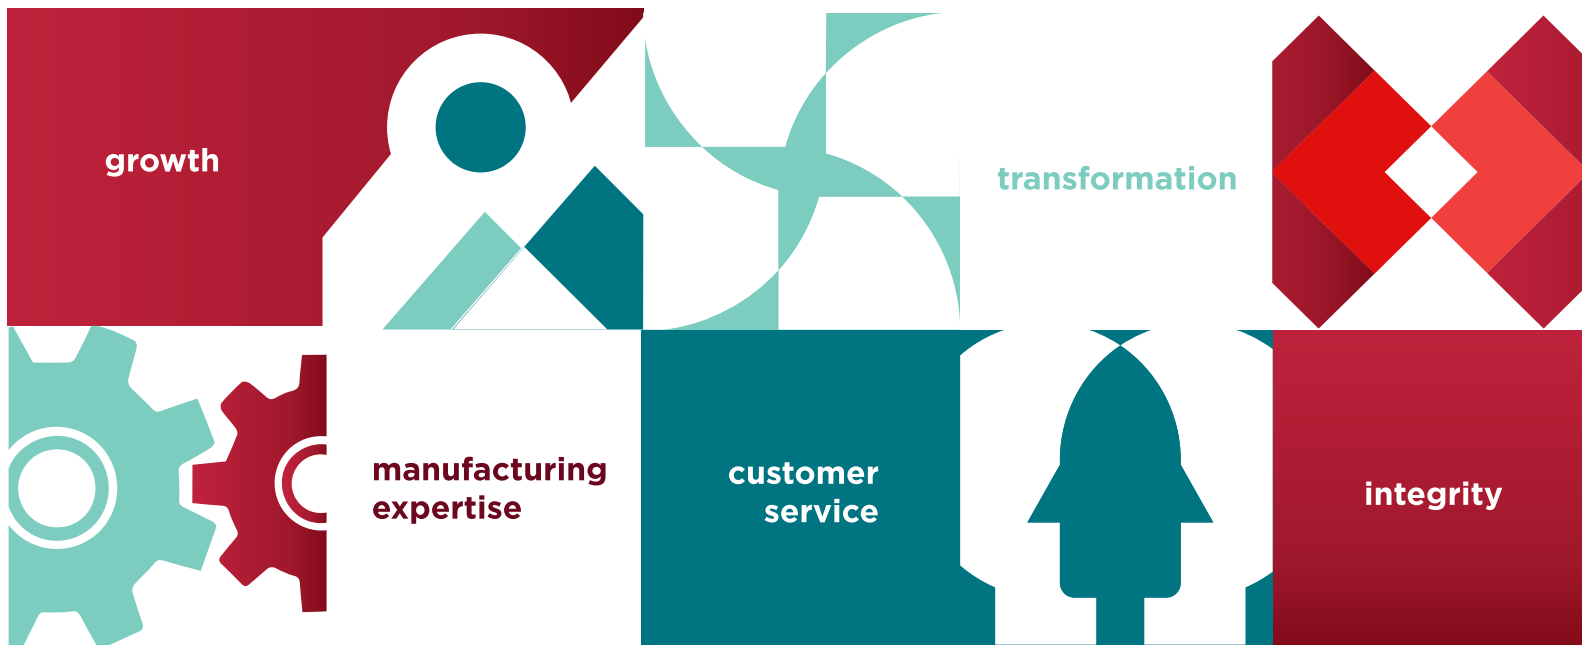 growth
transformation
manufacturing
expertise
customer
service
integrity